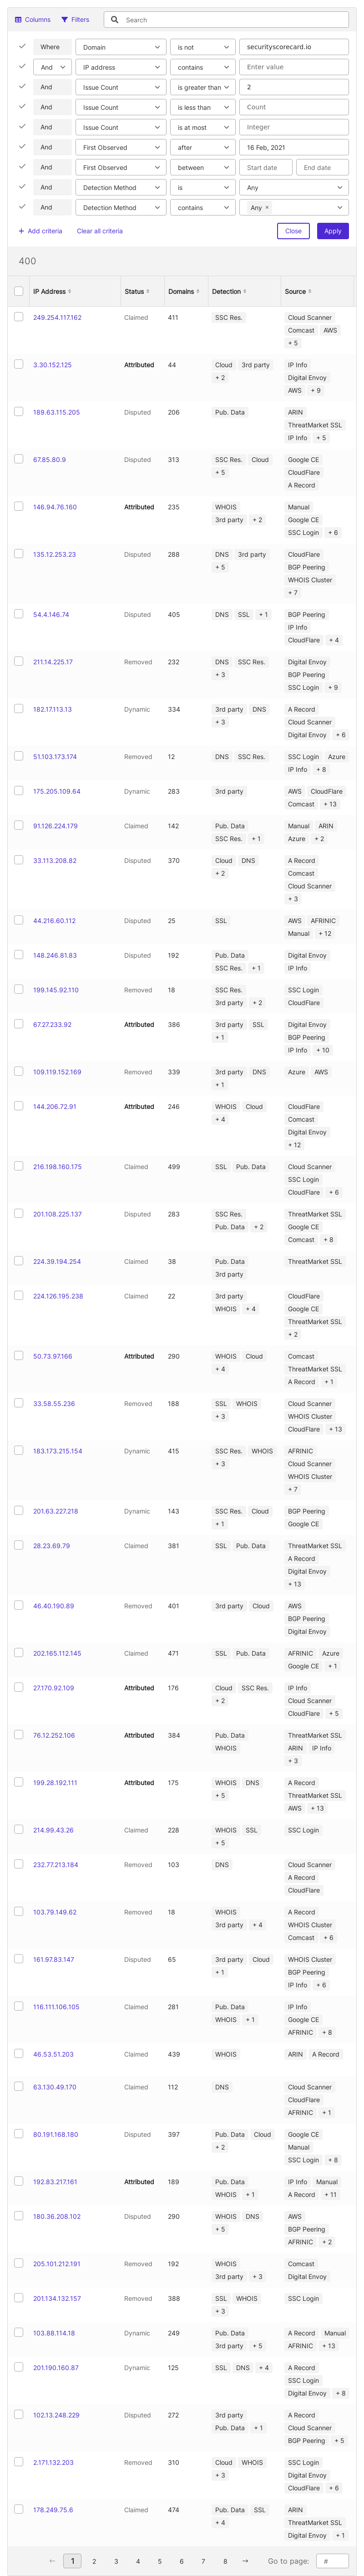 Columns Filters Search
Where Domain is not securityscorecard.io
And IP address contains Enter value
And Issue Count is greater than 2
And Issue Count is less than Count
And Issue Count is at most Integer
And First Observed after 16 Feb, 2021
And First Observed between Start date End date
And Detection Method is Any
And Detection Method contains Any ×
+ Add criteria Clear all criteria Close Apply
400
IP Address Status Domains Detection Source
249.254.117.162 Claimed 411 SSC Res. Cloud Scanner
Comcast AWS
+ 5
3.30.152.125 Attributed 44 Cloud 3rd party IP Info
+ 2 Digital Envoy
AWS + 9
189.63.115.205 Disputed 206 Pub. Data ARIN
ThreatMarket SSL
IP Info + 5
67.85.80.9 Disputed 313 SSC Res. Cloud Google CE
+ 5 CloudFlare
A Record
146.94.76.160 Attributed 235 WHOIS Manual
3rd party + 2 Google CE
SSC Login + 6
135.12.253.23 Disputed 288 DNS 3rd party CloudFlare
+ 5 BGP Peering
WHOIS Cluster
+ 7
54.4.146.74 Disputed 405 DNS SSL + 1 BGP Peering
IP Info
CloudFlare + 4
211.14.225.17 Removed 232 DNS SSC Res. Digital Envoy
+ 3 BGP Peering
SSC Login + 9
182.17.113.13 Dynamic 334 3rd party DNS A Record
+ 3 Cloud Scanner
Digital Envoy + 6
51.103.173.174 Removed 12 DNS SSC Res. SSC Login Azure
IP Info + 8
175.205.109.64 Dynamic 283 3rd party AWS CloudFlare
Comcast + 13
91.126.224.179 Claimed 142 Pub. Data Manual ARIN
SSC Res. + 1 Azure + 2
33.113.208.82 Disputed 370 Cloud DNS A Record
+ 2 Comcast
Cloud Scanner
+ 3
44.216.60.112 Disputed 25 SSL AWS AFRINIC
Manual + 12
148.246.81.83 Disputed 192 Pub. Data Digital Envoy
SSC Res. + 1 IP Info
199.145.92.110 Removed 18 SSC Res. SSC Login
3rd party + 2 CloudFlare
67.27.233.92 Attributed 386 3rd party SSL Digital Envoy
+ 1 BGP Peering
IP Info + 10
109.119.152.169 Removed 339 3rd party DNS Azure AWS
+ 1
144.206.72.91 Attributed 246 WHOIS Cloud CloudFlare
+ 4 Comcast
Digital Envoy
+ 12
216.198.160.175 Claimed 499 SSL Pub. Data Cloud Scanner
SSC Login
CloudFlare + 6
201.108.225.137 Disputed 283 SSC Res. ThreatMarket SSL
Pub. Data + 2 Google CE
Comcast + 8
224.39.194.254 Claimed 38 Pub. Data ThreatMarket SSL
3rd party
224.126.195.238 Claimed 22 3rd party CloudFlare
WHOIS + 4 Google CE
ThreatMarket SSL
+ 2
50.73.97.166 Attributed 290 WHOIS Cloud Comcast
+ 4 ThreatMarket SSL
A Record + 1
33.58.55.236 Removed 188 SSL WHOIS Cloud Scanner
+ 3 WHOIS Cluster
CloudFlare + 13
183.173.215.154 Dynamic 415 SSC Res. WHOIS AFRINIC
+ 3 Cloud Scanner
WHOIS Cluster
+ 7
201.63.227.218 Dynamic 143 SSC Res. Cloud BGP Peering
+ 1 Google CE
28.23.69.79 Claimed 381 SSL Pub. Data ThreatMarket SSL
A Record
Digital Envoy
+ 13
46.40.190.89 Removed 401 3rd party Cloud AWS
BGP Peering
Digital Envoy
202.165.112.145 Claimed 471 SSL Pub. Data AFRINIC Azure
Google CE + 1
27.170.92.109 Attributed 176 Cloud SSC Res. IP Info
+ 2 Cloud Scanner
CloudFlare + 5
76.12.252.106 Attributed 384 Pub. Data ThreatMarket SSL
WHOIS ARIN IP Info
+ 3
199.28.192.111 Attributed 175 WHOIS DNS A Record
+ 5 ThreatMarket SSL
AWS + 13
214.99.43.26 Claimed 228 WHOIS SSL SSC Login
+ 5
232.77.213.184 Removed 103 DNS Cloud Scanner
A Record
CloudFlare
103.79.149.62 Removed 18 WHOIS A Record
3rd party + 4 WHOIS Cluster
Comcast + 6
161.97.83.147 Disputed 65 3rd party Cloud WHOIS Cluster
+ 1 BGP Peering
IP Info + 6
116.111.106.105 Claimed 281 Pub. Data IP Info
WHOIS + 1 Google CE
AFRINIC + 8
46.53.51.203 Claimed 439 WHOIS ARIN A Record
63.130.49.170 Claimed 112 DNS Cloud Scanner
CloudFlare
AFRINIC + 1
80.191.168.180 Disputed 397 Pub. Data Cloud Google CE
+ 2 Manual
SSC Login + 8
192.83.217.161 Attributed 189 Pub. Data IP Info Manual
WHOIS + 1 A Record + 11
180.36.208.102 Disputed 290 WHOIS DNS AWS
+ 5 BGP Peering
AFRINIC + 2
205.101.212.191 Removed 192 WHOIS Comcast
3rd party + 3 Digital Envoy
201.134.132.157 Removed 388 SSL WHOIS SSC Login
+ 3
103.88.114.18 Dynamic 249 Pub. Data A Record Manual
3rd party + 5 AFRINIC + 13
201.190.160.87 Dynamic 125 SSL DNS + 4 A Record
SSC Login
Digital Envoy + 8
102.13.248.229 Disputed 272 3rd party A Record
Pub. Data + 1 Cloud Scanner
BGP Peering + 5
2.171.132.203 Removed 310 Cloud WHOIS SSC Login
+ 3 Digital Envoy
CloudFlare + 6
178.249.75.6 Claimed 474 Pub. Data SSL ARIN
+ 4 ThreatMarket SSL
Digital Envoy + 1
← 1 2 3 4 5 6 7 8 → Go to page: #